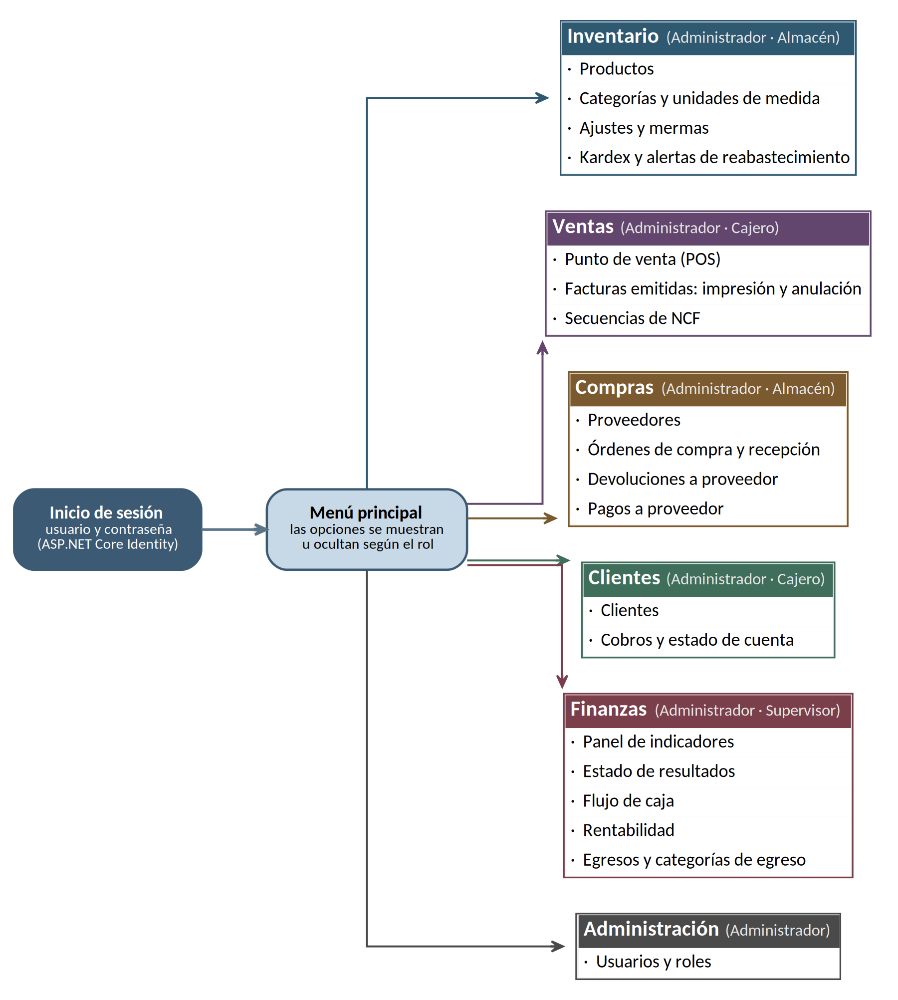 Inicio de sesión
usuario y contraseña
(ASP.NET Core Identity)
Menú principal
las opciones se muestran
u ocultan según el rol
Inventario (Administrador · Almacén)
· Productos
· Categorías y unidades de medida
· Ajustes y mermas
· Kardex y alertas de reabastecimiento
Ventas (Administrador · Cajero)
· Punto de venta (POS)
· Facturas emitidas: impresión y anulación
· Secuencias de NCF
Compras (Administrador · Almacén)
· Proveedores
· Órdenes de compra y recepción
· Devoluciones a proveedor
· Pagos a proveedor
Clientes (Administrador · Cajero)
· Clientes
· Cobros y estado de cuenta
Finanzas (Administrador · Supervisor)
· Panel de indicadores
· Estado de resultados
· Flujo de caja
· Rentabilidad
· Egresos y categorías de egreso
Administración (Administrador)
· Usuarios y roles